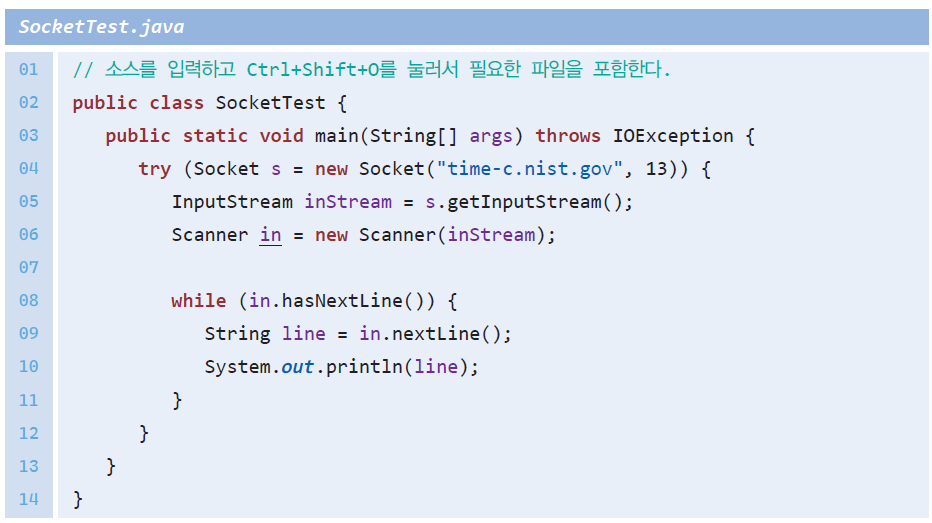 SocketTest.java
01 // 소스를 입력하고 Ctrl+Shift+O를 눌러서 필요한 파일을 포함한다.
02 public class SocketTest {
03 public static void main(String[] args) throws IOException {
04 try (Socket s = new Socket("time-c.nist.gov", 13)) {
05 InputStream inStream = s.getInputStream();
06 Scanner in = new Scanner(inStream);
07
08 while (in.hasNextLine()) {
09 String line = in.nextLine();
10 System.out.println(line);
11 }
12 }
13 }
14 }